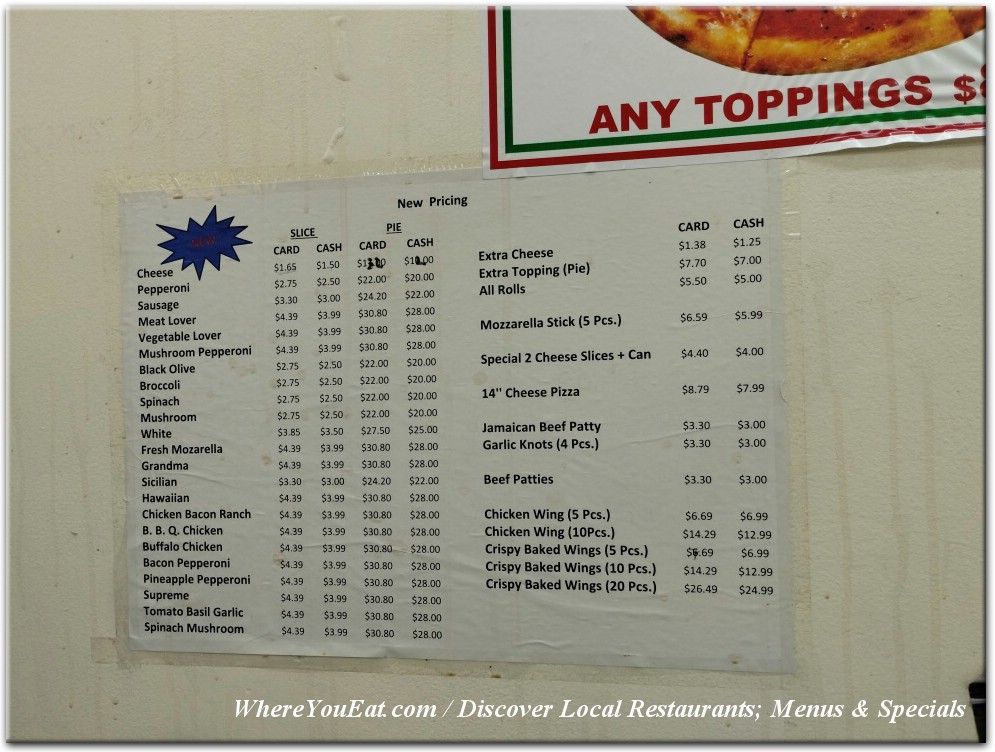 ANY TOPPINGS
New Pricing
SLICE PIE
CARD CASH CARD CASH
Cheese $1.65 $1.50
Pepperoni $2.75 $2.50 $22.00 $20.00
Sausage $3.30 $3.00 $24.20 $22.00
Meat Lover $4.39 $3.99 $30.80 $28.00
Vegetable Lover $4.39 $3.99 $30.80 $28.00
Mushroom Pepperoni $4.39 $3.99 $30.80 $28.00
Black Olive $2.75 $2.50 $22.00 $20.00
Broccoli $2.75 $2.50 $22.00 $20.00
Spinach $2.75 $2.50 $22.00 $20.00
Mushroom $2.75 $2.50 $22.00 $20.00
White $3.85 $3.50 $27.50 $25.00
Fresh Mozarella $4.39 $3.99 $30.80 $28.00
Grandma $4.39 $3.99 $30.80 $28.00
Sicilian $3.30 $3.00 $24.20 $22.00
Hawaiian $4.39 $3.99 $30.80 $28.00
Chicken Bacon Ranch $4.39 $3.99 $30.80 $28.00
B. B. Q. Chicken $4.39 $3.99 $30.80 $28.00
Buffalo Chicken $4.39 $3.99 $30.80 $28.00
Bacon Pepperoni $4.39 $3.99 $30.80 $28.00
Pineapple Pepperoni $4.39 $3.99 $30.80 $28.00
Supreme $4.39 $3.99 $30.80 $28.00
Tomato Basil Garlic $4.39 $3.99 $30.80 $28.00
Spinach Mushroom $4.39 $3.99 $30.80 $28.00
CARD CASH
Extra Cheese $1.38 $1.25
Extra Topping (Pie) $7.70 $7.00
All Rolls $5.50 $5.00
Mozzarella Stick (5 Pcs.) $6.59 $5.99
Special 2 Cheese Slices + Can $4.40 $4.00
14" Cheese Pizza $8.79 $7.99
Jamaican Beef Patty $3.30 $3.00
Garlic Knots (4 Pcs.) $3.30 $3.00
Beef Patties $3.30 $3.00
Chicken Wing (5 Pcs.) $6.69 $6.99
Chicken Wing (10Pcs.) $14.29 $12.99
Crispy Baked Wings (5 Pcs.) $6.69 $6.99
Crispy Baked Wings (10 Pcs.) $14.29 $12.99
Crispy Baked Wings (20 Pcs.) $26.49 $24.99
WhereYouEat.com / Discover Local Restaurants; Menus & Specials